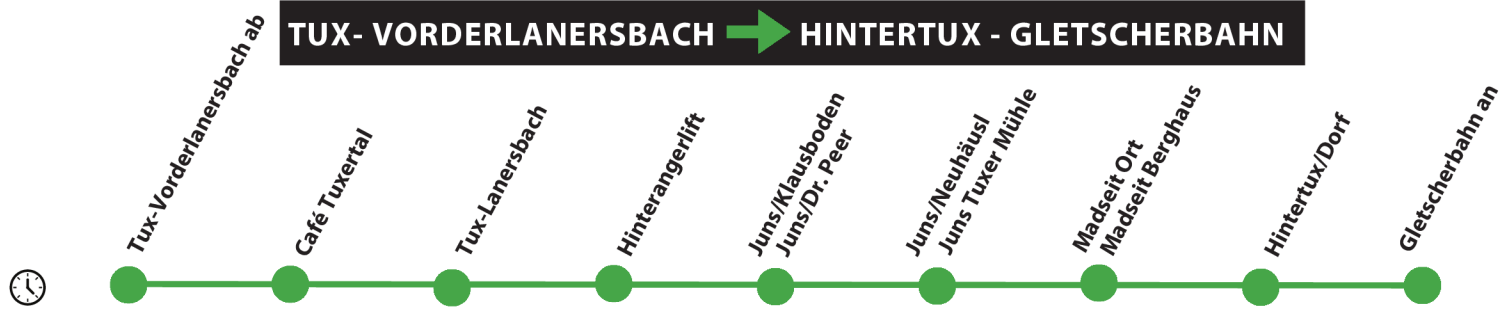 TUX- VORDERLANERSBACH HINTERTUX - GLETSCHERBAHN
Tux-Vorderlanersbach ab
Café Tuxertal
Tux-Lanersbach
Hinterangerlift
Juns/Klausboden
Juns/Dr. Peer
Juns/Neuhäusl
Juns Tuxer Mühle
Madseit Ort
Madseit Berghaus
Hintertux/Dorf
Gletscherbahn an